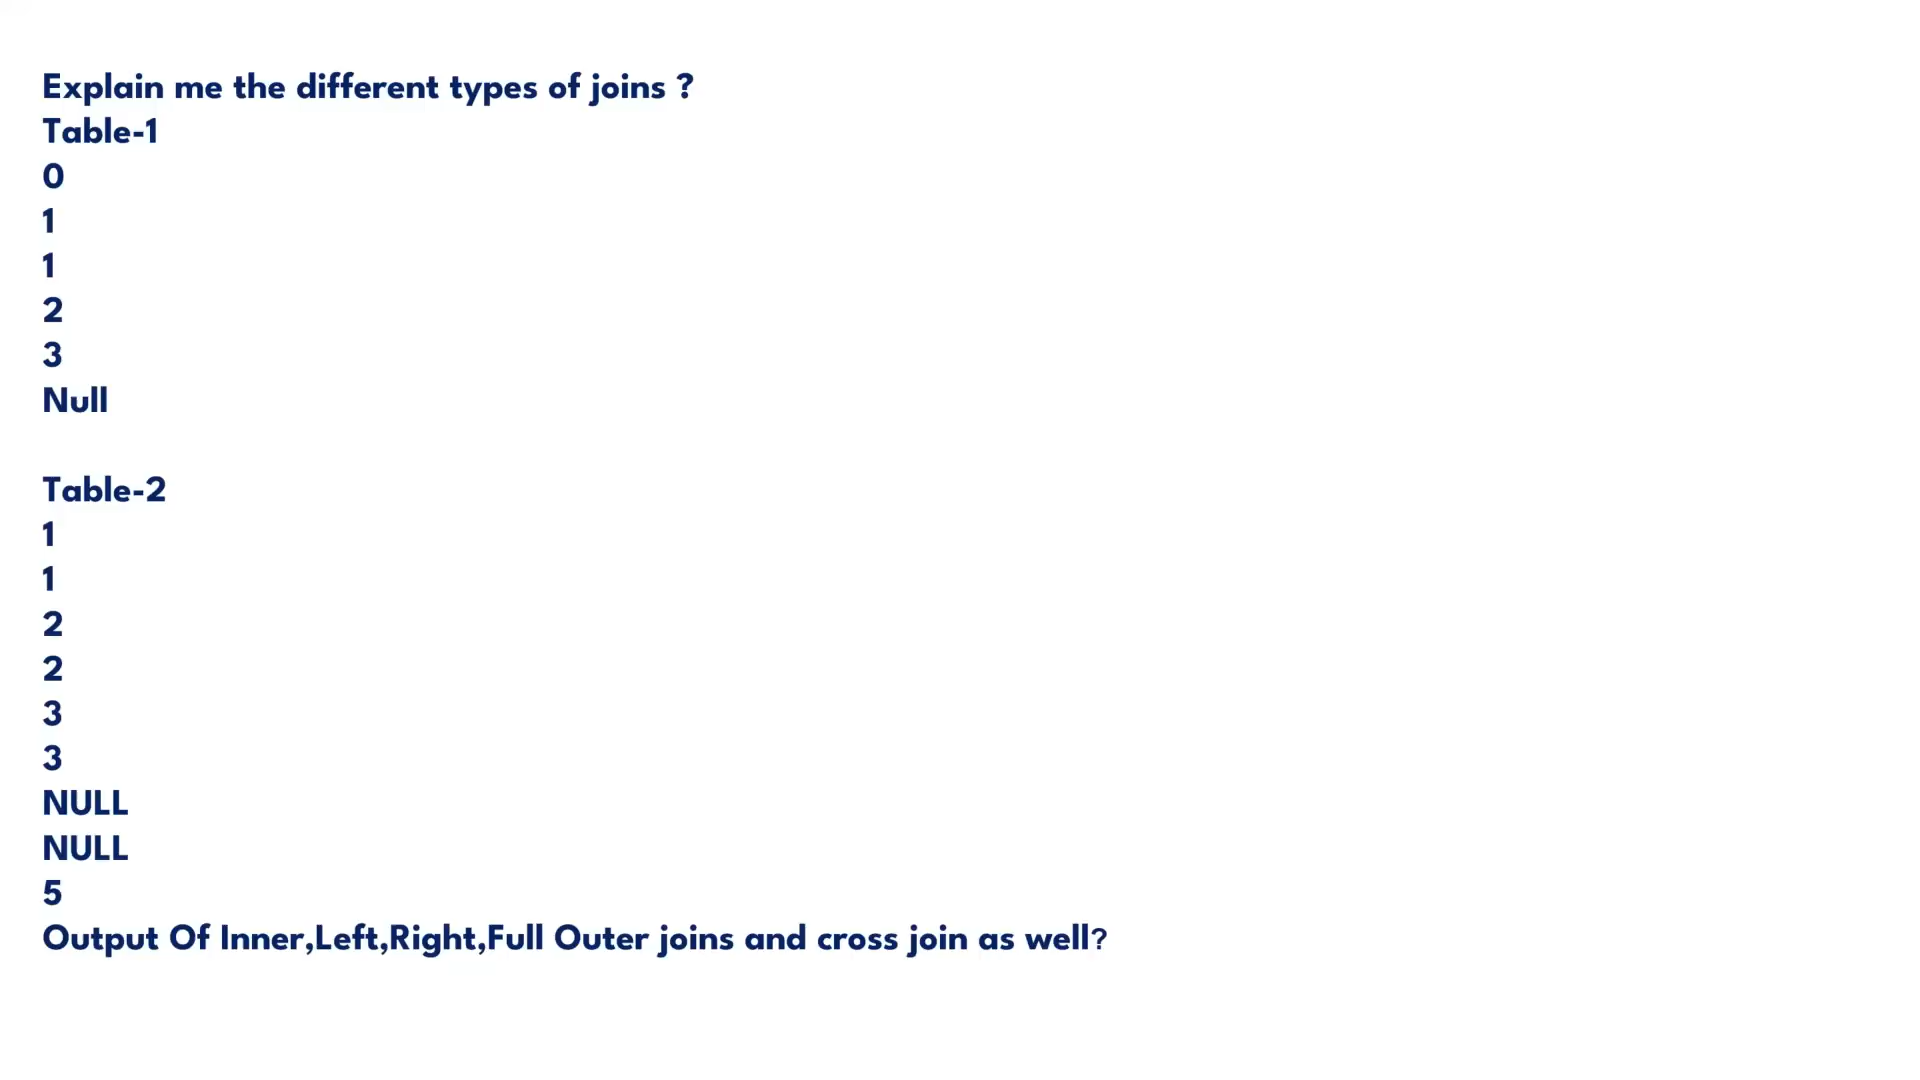 Explain me the different types of joins ?
Table-1
0
1
1
2
3
Null
Table-2
1
1
2
2
3
3
NULL
NULL
5
Output Of Inner,Left,Right,Full Outer joins and cross join as well?